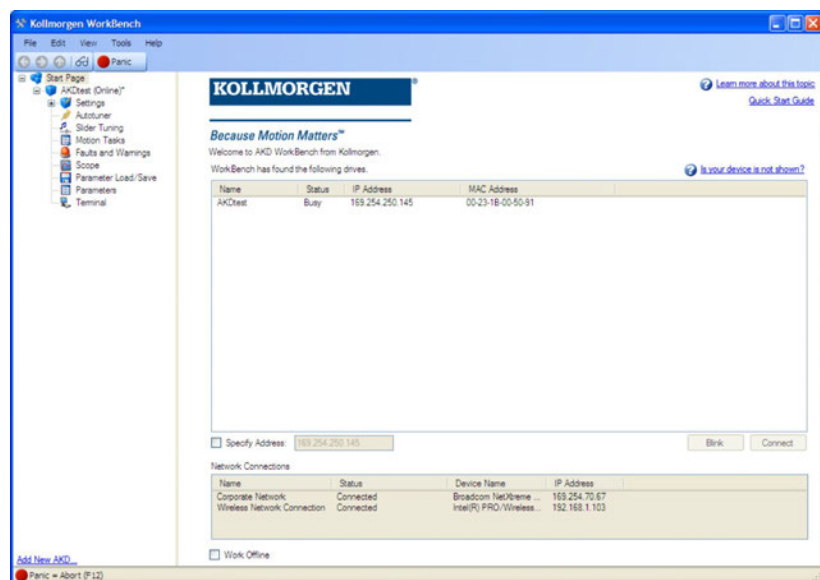 Kollmorgen WorkBench
File Edit View Tools Help
Panic
Start Page
AKDtest (Online)*
Settings
Autotuner
Slider Tuning
Motion Tasks
Faults and Warnings
Scope
Parameter Load/Save
Parameters
Terminal
Add New AKD...
KOLLMORGEN®
Because Motion Matters™
Learn more about this topic
Quick Start Guide
Welcome to AKD WorkBench from Kollmorgen.
WorkBench has found the following drives.
Is your device is not shown?
Name Status IP Address MAC Address
AKDtest Busy 169.254.250.145 00-23-1B-00-50-91
Specify Address: 169.254.250.145
Blink Connect
Network Connections
Name Status Device Name IP Address
Corporate Network Connected Broadcom NetXtreme ... 169.254.70.67
Wireless Network Connection Connected Intel(R) PRO/Wireless... 192.168.1.103
Work Offline
Panic = Abort (F12)